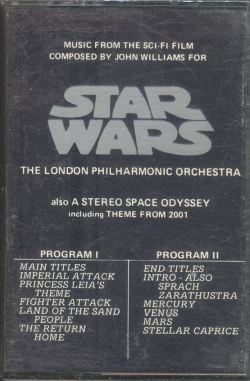 MUSIC FROM THE SCI-FI FILM
COMPOSED BY JOHN WILLIAMS FOR
STAR
WARS
THE LONDON PHILHARMONIC ORCHESTRA
also A STEREO SPACE ODYSSEY
including THEME FROM 2001
PROGRAM I
MAIN TITLES
IMPERIAL ATTACK
PRINCESS LEIA'S
THEME
FIGHTER ATTACK
LAND OF THE SAND
PEOPLE
THE RETURN
HOME
PROGRAM II
END TITLES
INTRO - ALSO
SPRACH
ZARATHUSTRA
MERCURY
VENUS
MARS
STELLAR CAPRICE